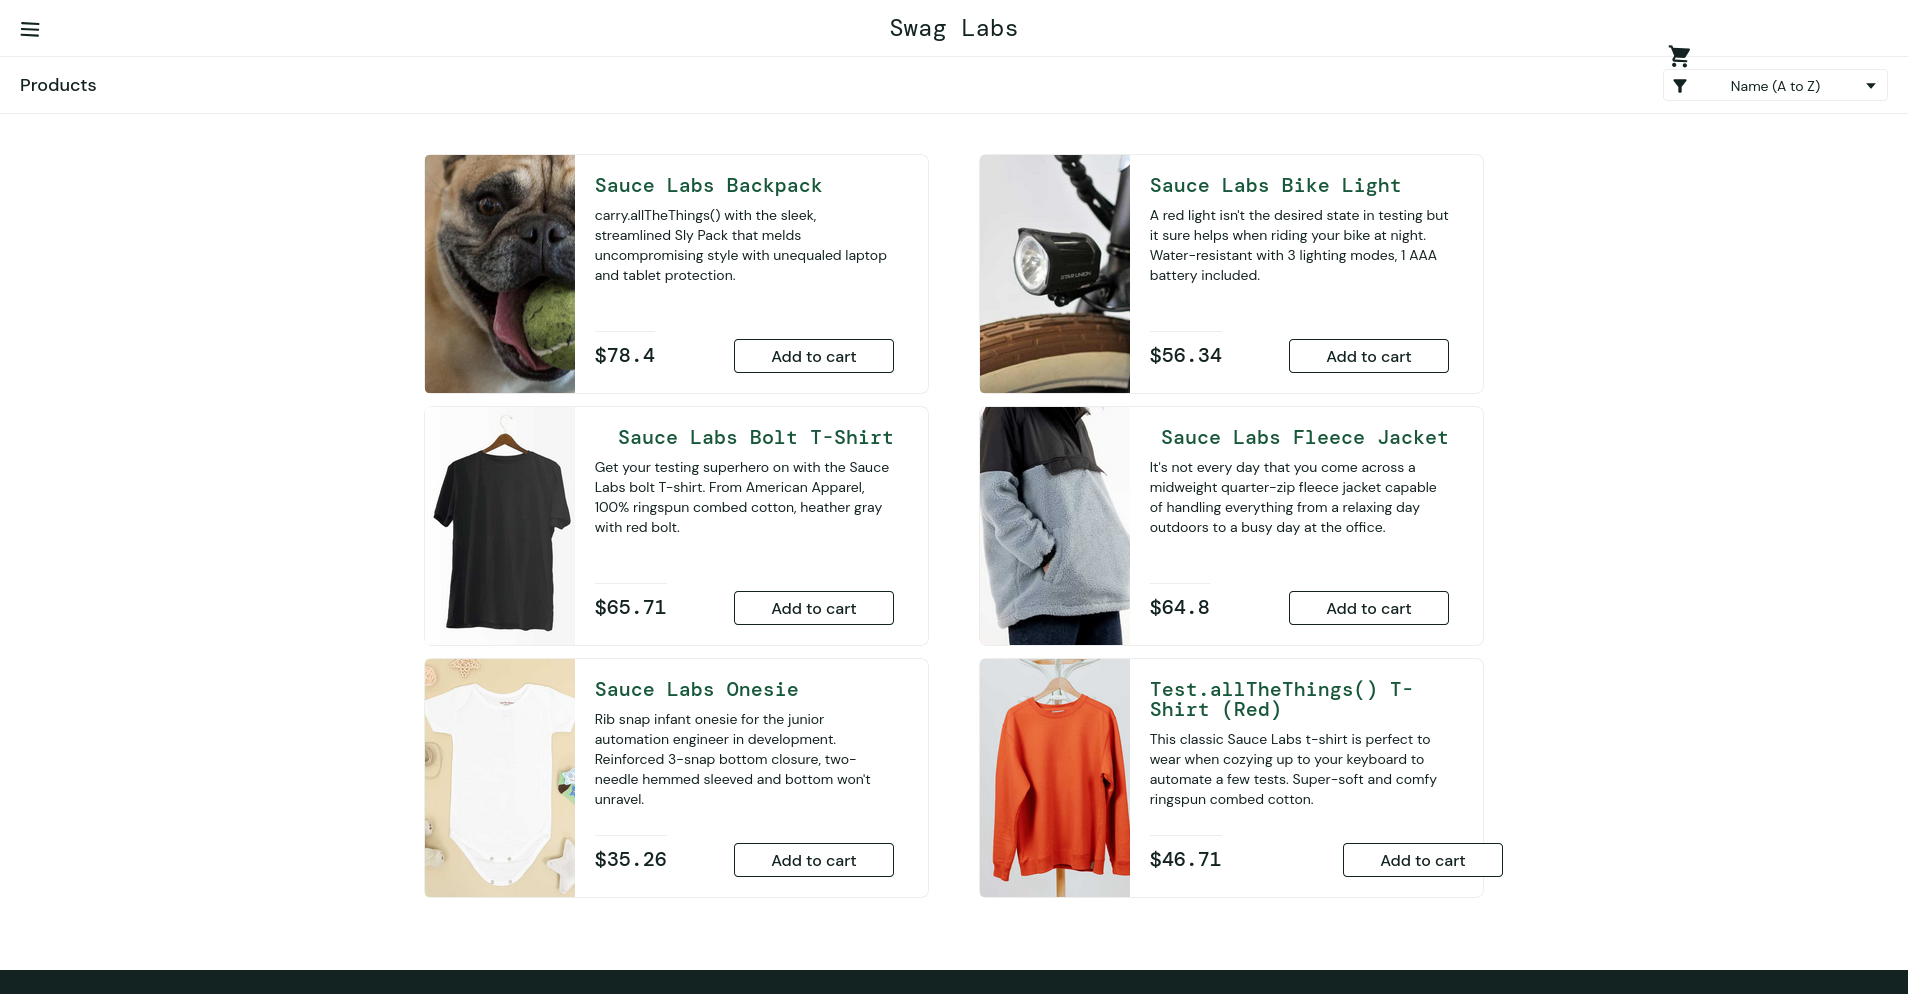 Swag Labs
Products
Name (A to Z)
Sauce Labs Backpack
carry.allTheThings() with the sleek,
streamlined Sly Pack that melds
uncompromising style with unequaled laptop
and tablet protection.
$78.4
Add to cart
Sauce Labs Bike Light
A red light isn't the desired state in testing but
it sure helps when riding your bike at night.
Water-resistant with 3 lighting modes, 1 AAA
battery included.
$56.34
Add to cart
STAR UNION
Sauce Labs Bolt T-Shirt
Get your testing superhero on with the Sauce
Labs bolt T-shirt. From American Apparel,
100% ringspun combed cotton, heather gray
with red bolt.
$65.71
Add to cart
Sauce Labs Fleece Jacket
It's not every day that you come across a
midweight quarter-zip fleece jacket capable
of handling everything from a relaxing day
outdoors to a busy day at the office.
$64.8
Add to cart
Sauce Labs Onesie
Rib snap infant onesie for the junior
automation engineer in development.
Reinforced 3-snap bottom closure, two-
needle hemmed sleeved and bottom won't
unravel.
$35.26
Add to cart
Test.allTheThings() T-
Shirt (Red)
This classic Sauce Labs t-shirt is perfect to
wear when cozying up to your keyboard to
automate a few tests. Super-soft and comfy
ringspun combed cotton.
$46.71
Add to cart